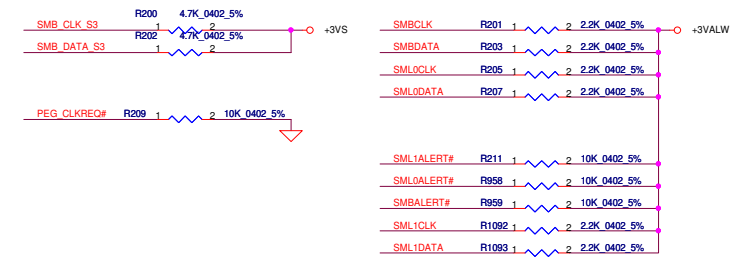 R200 4.7K_0402_5%
SMB_CLK_S3 1 2 +3VS
R202 4.7K_0402_5%
SMB_DATA_S3 1 2
PEG_CLKREQ# R209 1 2 10K_0402_5%
SMBCLK R201 1 2 2.2K_0402_5% +3VALW
SMBDATA R203 1 2 2.2K_0402_5%
SML0CLK R205 1 2 2.2K_0402_5%
SML0DATA R207 1 2 2.2K_0402_5%
SML1ALERT# R211 1 2 10K_0402_5%
SML0ALERT# R958 1 2 10K_0402_5%
SMBALERT# R959 1 2 10K_0402_5%
SML1CLK R1092 1 2 2.2K_0402_5%
SML1DATA R1093 1 2 2.2K_0402_5%